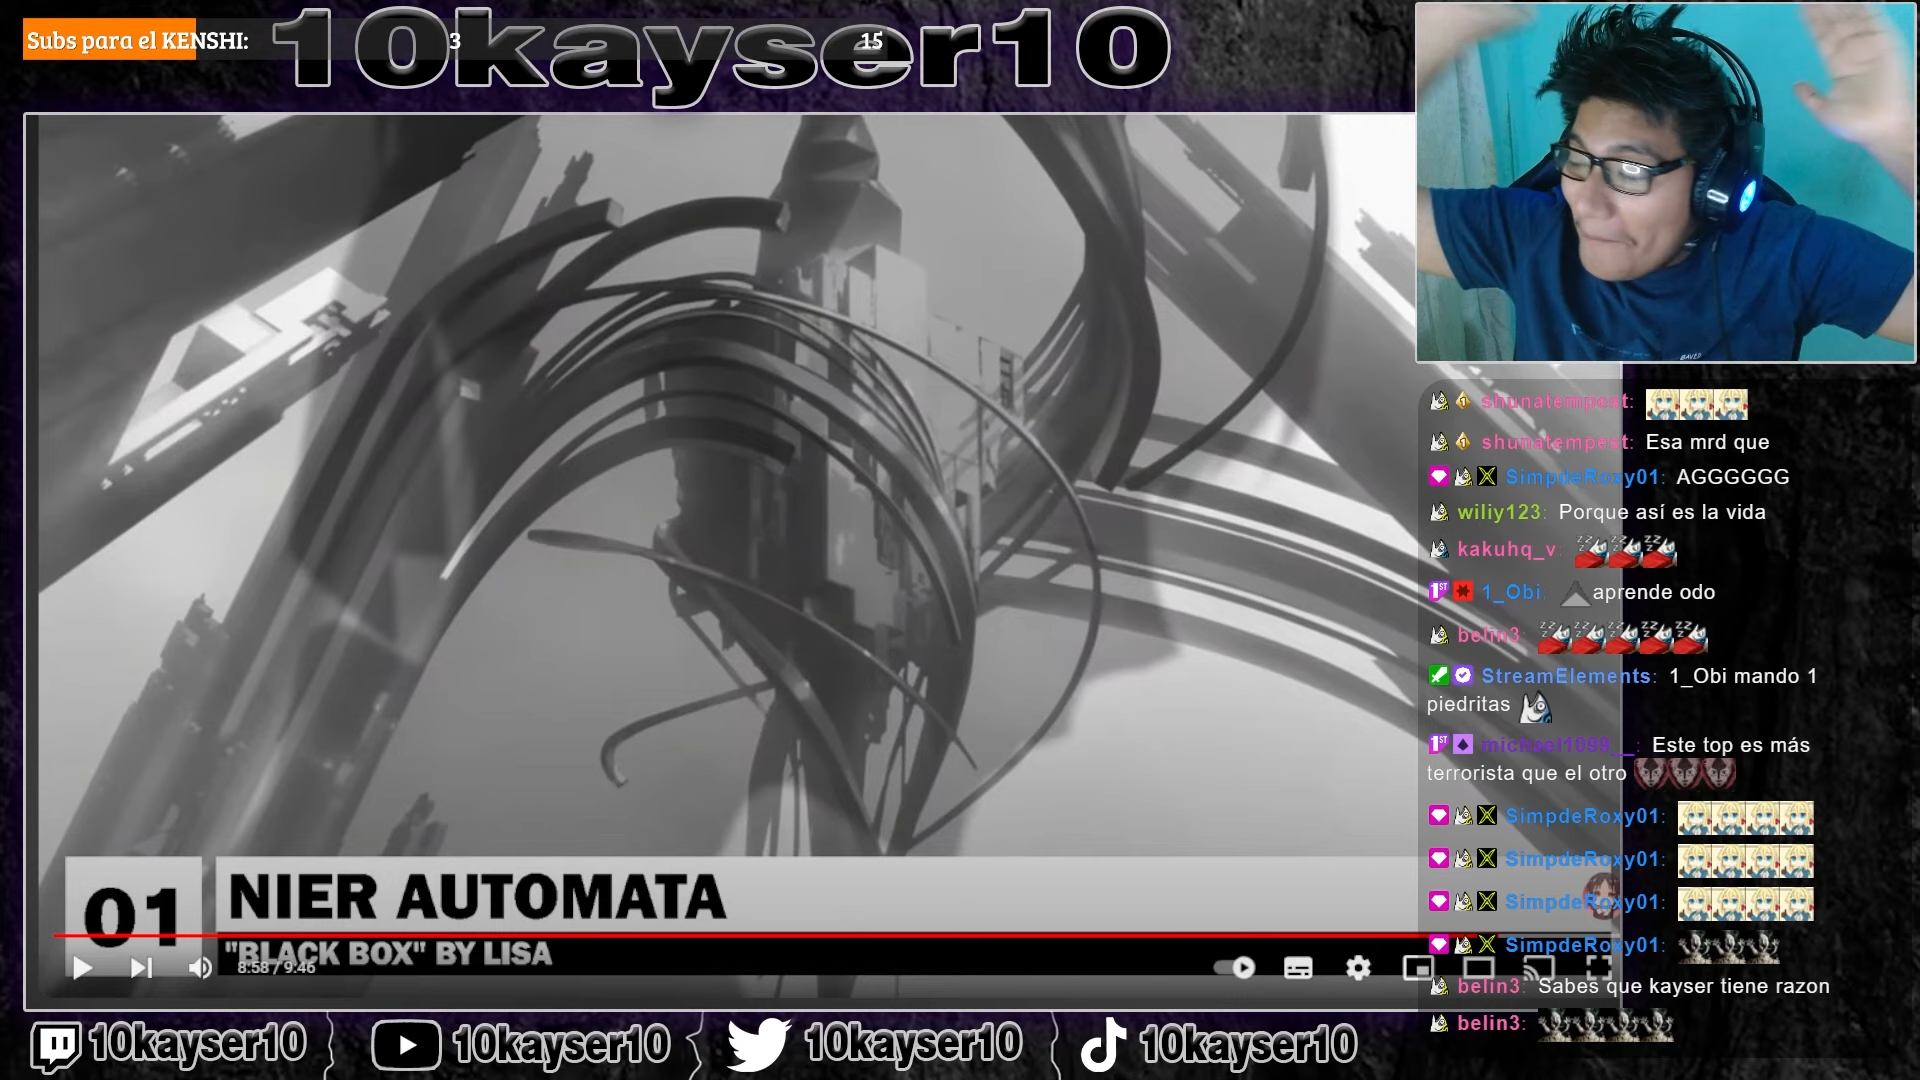 Subs para el KENSHI: 3 15
10kayser10
shunatempest:
shunatempest: Esa mrd que
SimpdeRoxy01: AGGGGGG
wiliy123: Porque así es la vida
kakuhq_v:
1_Obi: aprende odo
belin3:
StreamElements: 1_Obi mando 1
piedritas
michael1099__: Este top es más
terrorista que el otro
SimpdeRoxy01:
SimpdeRoxy01:
SimpdeRoxy01:
SimpdeRoxy01:
belin3: Sabes que kayser tiene razon
belin3:
01
NIER AUTOMATA
"BLACK BOX" BY LISA
8:58 / 9:46
10kayser10 10kayser10 10kayser10 10kayser10